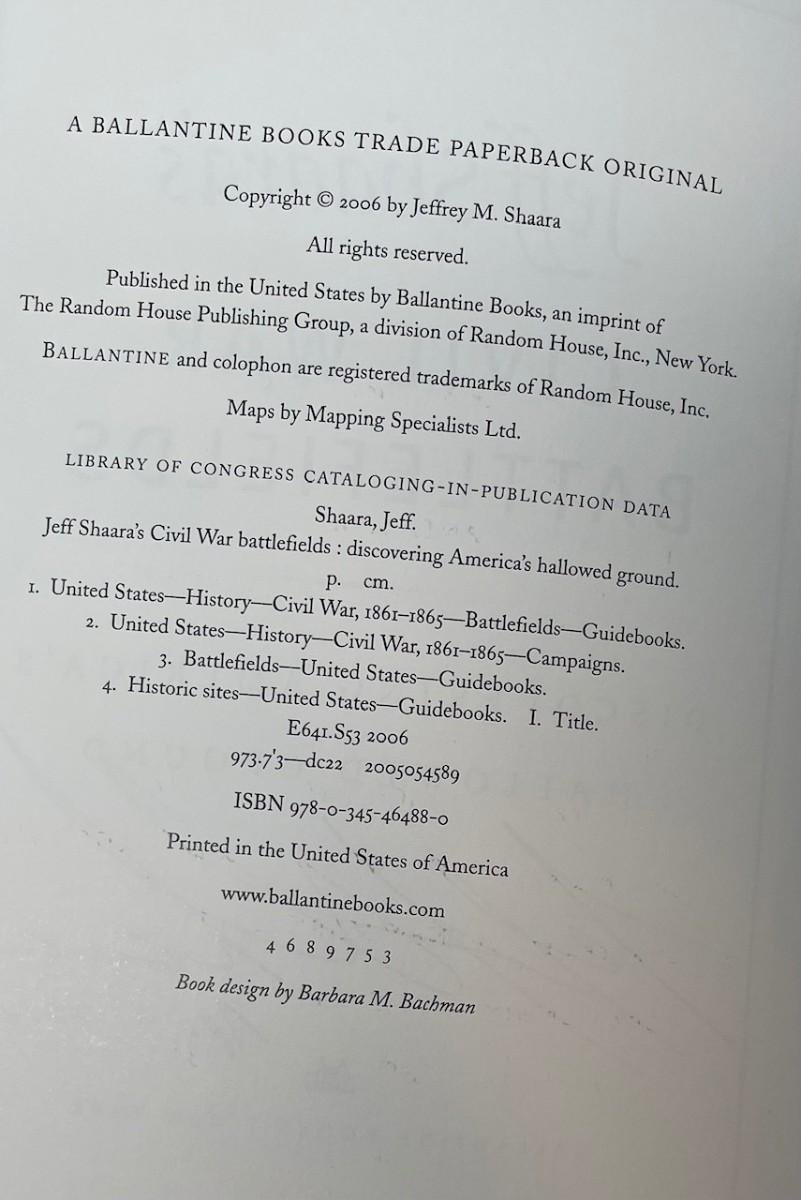 A BALLANTINE BOOKS TRADE PAPERBACK ORIGINAL
Copyright © 2006 by Jeffrey M. Shaara
All rights reserved.
Published in the United States by Ballantine Books, an imprint of
The Random House Publishing Group, a division of Random House, Inc., New York.
BALLANTINE and colophon are registered trademarks of Random House, Inc.
Maps by Mapping Specialists Ltd.
LIBRARY OF CONGRESS CATALOGING-IN-PUBLICATION DATA
Shaara, Jeff.
Jeff Shaara's Civil War battlefields : discovering America's hallowed ground.
p. cm.
1. United States—History—Civil War, 1861–1865—Battlefields—Guidebooks.
2. United States—History—Civil War, 1861–1865—Campaigns.
3. Battlefields—United States—Guidebooks.
4. Historic sites—United States—Guidebooks. I. Title.
E641.S53 2006
973.7'3—dc22 2005054589
ISBN 978-0-345-46488-0
Printed in the United States of America
www.ballantinebooks.com
4 6 8 9 7 5 3
Book design by Barbara M. Bachman